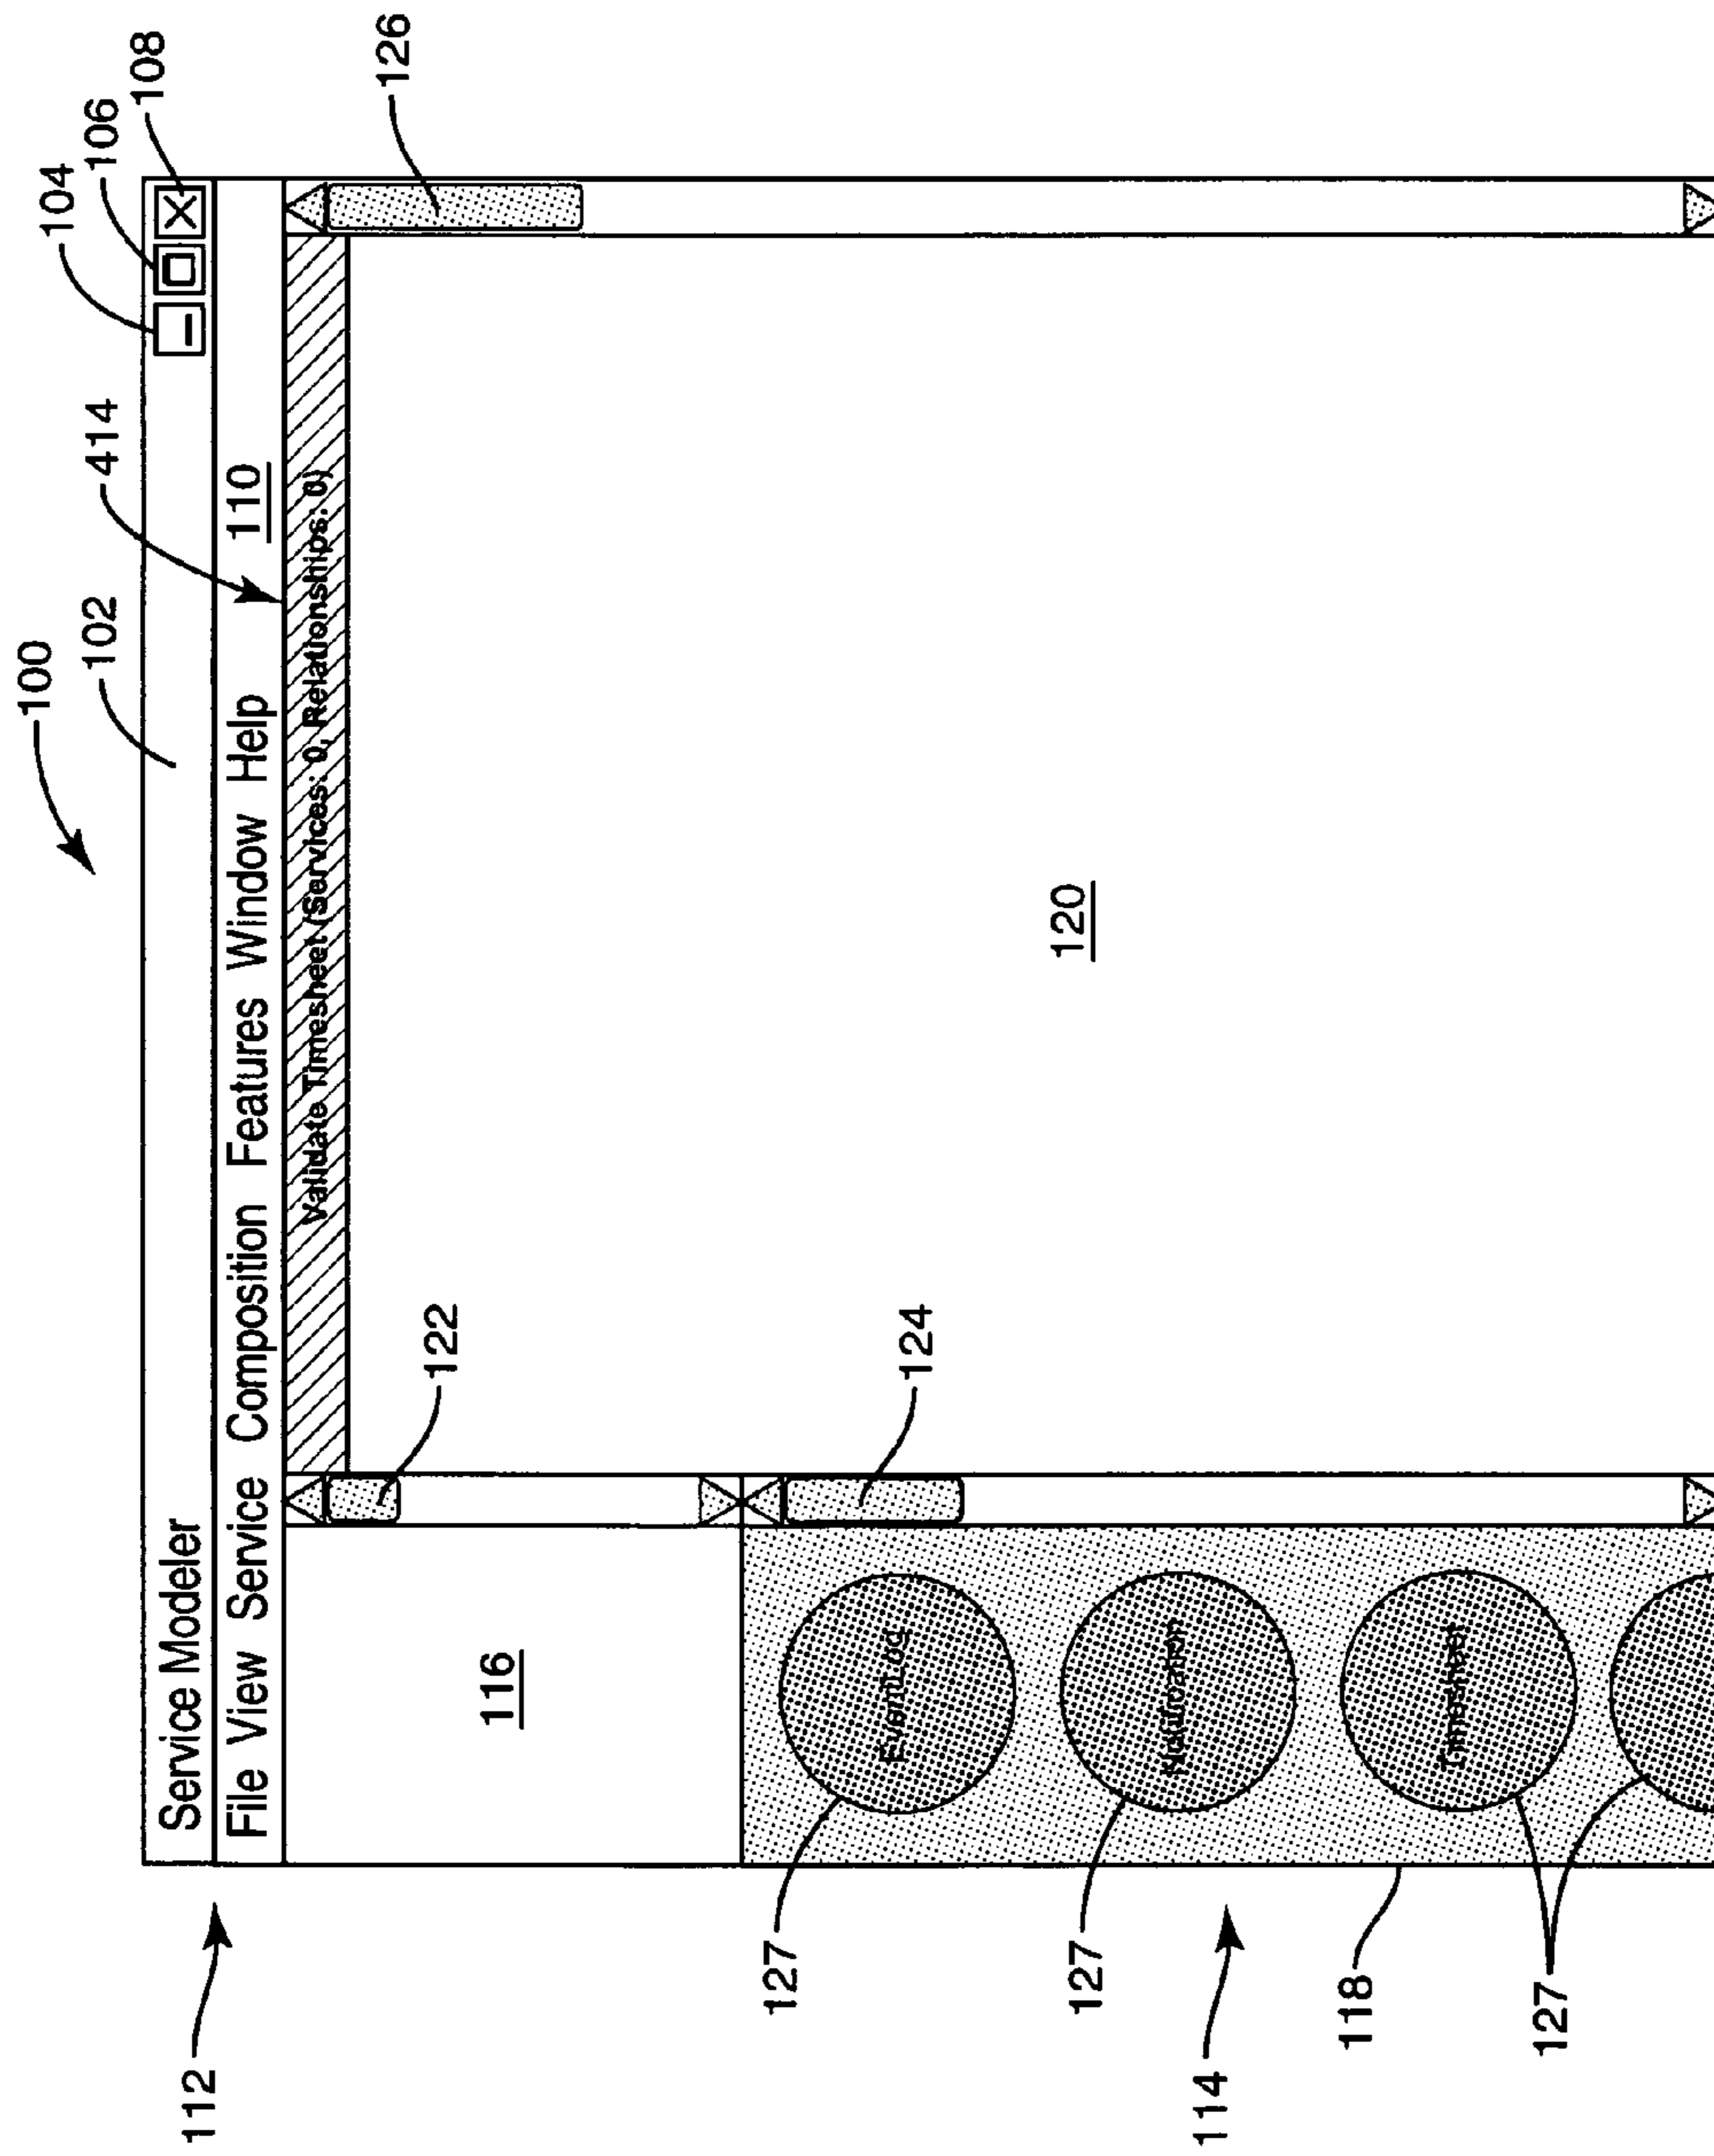 100
102
104
106
108
414
Service Modeler
File View Service Composition Features Window Help 110
112
Validate Timesheet (Services: 0, Relationships: 0)
126
122
116
120
124
EventLog
127
Notification
127
114
Timesheet
118
127